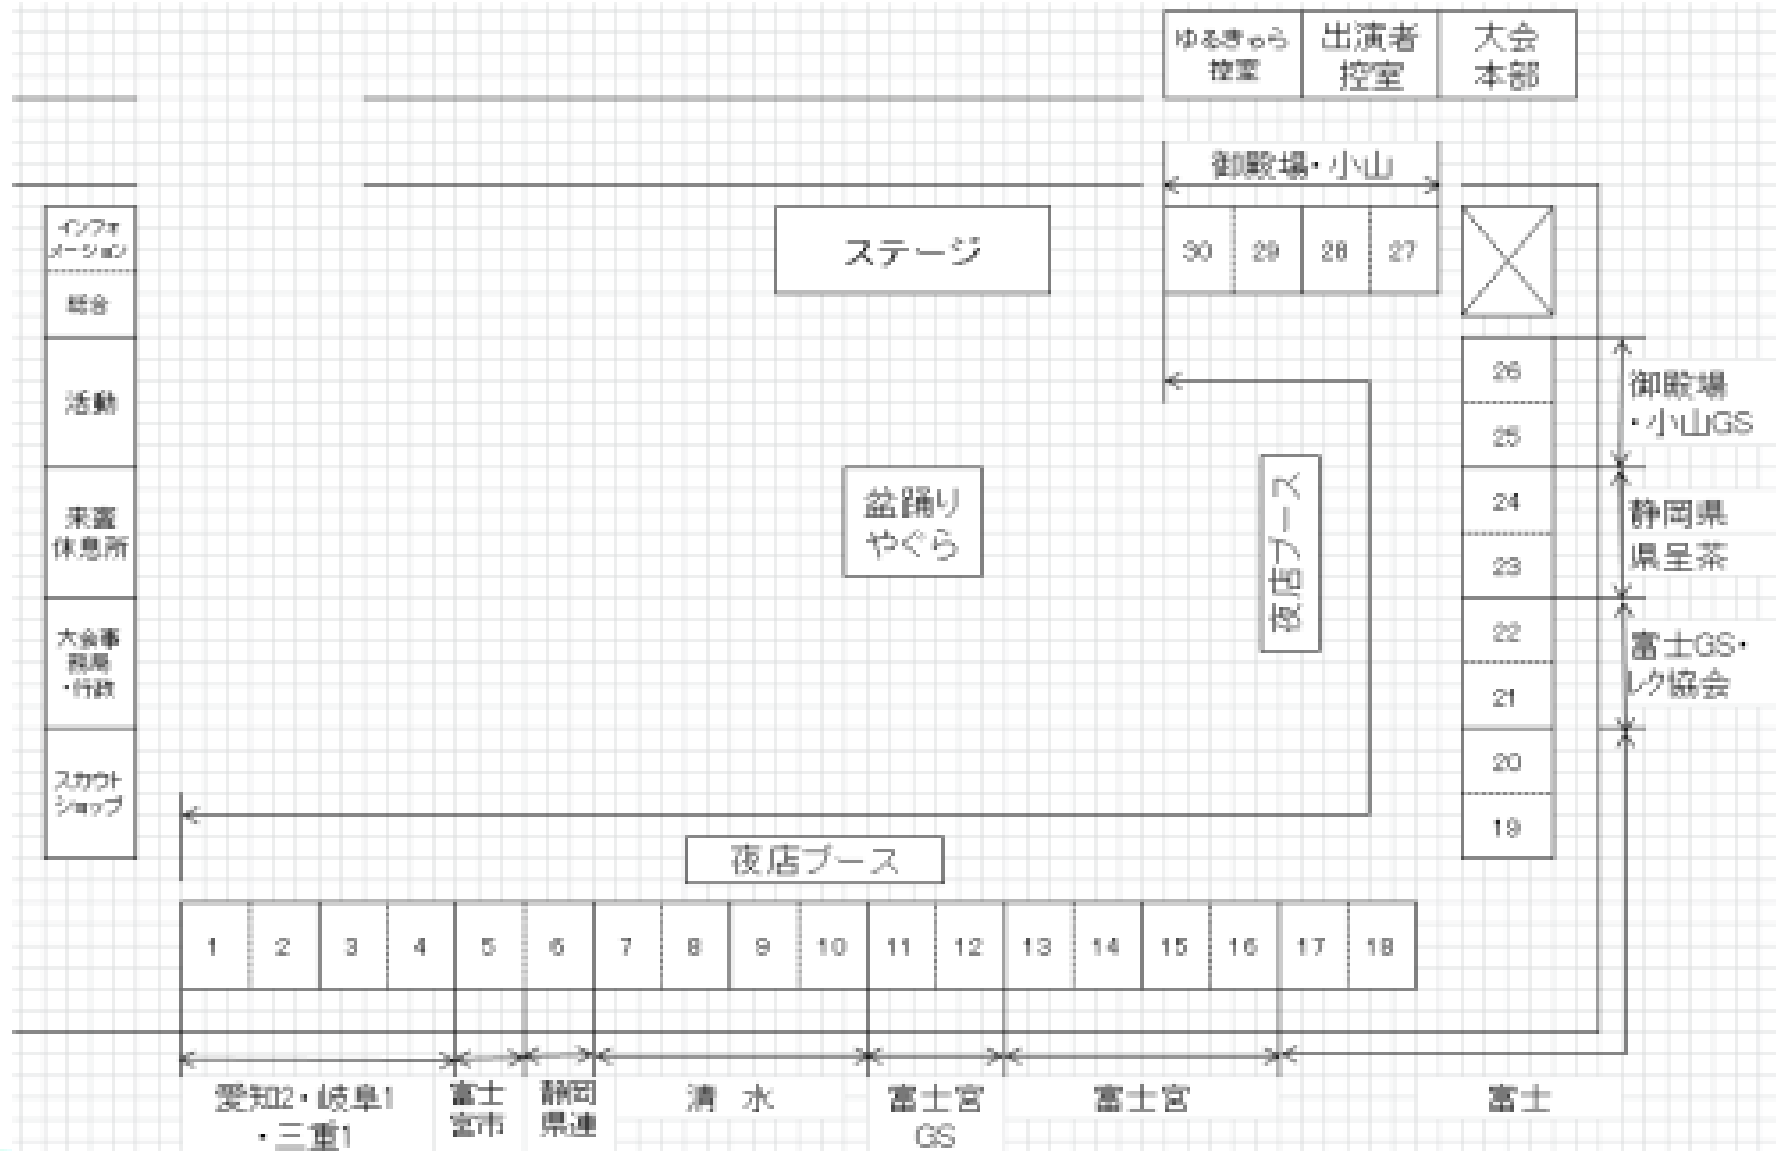 ゆるきゃら
控室
出演者
控室
大会
本部
御殿場・小山
インフォ
メーション
総合
ステージ
30
29
28
27
活動
26
25
御殿場
・小山GS
来賓
休息所
盆踊り
やぐら
夜店ブース
24
23
静岡県
県呈茶
大会事
務局
・行政
22
21
富士GS・
レク協会
スカウト
ショップ
20
19
夜店ブース
1
2
3
4
5
6
7
8
9
10
11
12
13
14
15
16
17
18
愛知2・岐阜1
・三重1
富士
宮市
静岡
県連
清 水
富士宮
GS
富士宮
富士